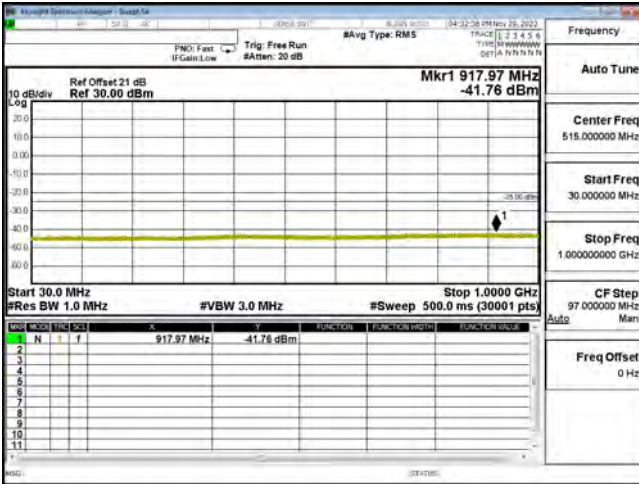 Keysight Spectrum Analyzer - Swept SA
04:32:38 PM Nov 29, 2022
#Avg Type: RMS
TRACE 1 2 3 4 5 6
TYPE M W W W W W
DET A N N N N N
PNO: Fast
IFGain:Low
Trig: Free Run
#Atten: 20 dB
Frequency
Auto Tune
Center Freq
515.000000 MHz
Start Freq
30.000000 MHz
Stop Freq
1.000000000 GHz
CF Step
97.000000 MHz
Auto Man
Freq Offset
0 Hz
Ref Offset 21 dB
10 dB/div Ref 30.00 dBm
Log
Mkr1 917.97 MHz
-41.76 dBm
20.0
10.0
0.00
-10.0
-20.0
-30.0
-40.0
-50.0
-60.0
-25.00 dBm
1
Start 30.0 MHz
Stop 1.0000 GHz
#Res BW 1.0 MHz
#VBW 3.0 MHz
#Sweep 500.0 ms (30001 pts)
MKR MODE TRC SCL X Y FUNCTION FUNCTION WIDTH FUNCTION VALUE
1 N 1 f 917.97 MHz -41.76 dBm
2
3
4
5
6
7
8
9
10
11
MSG
STATUS